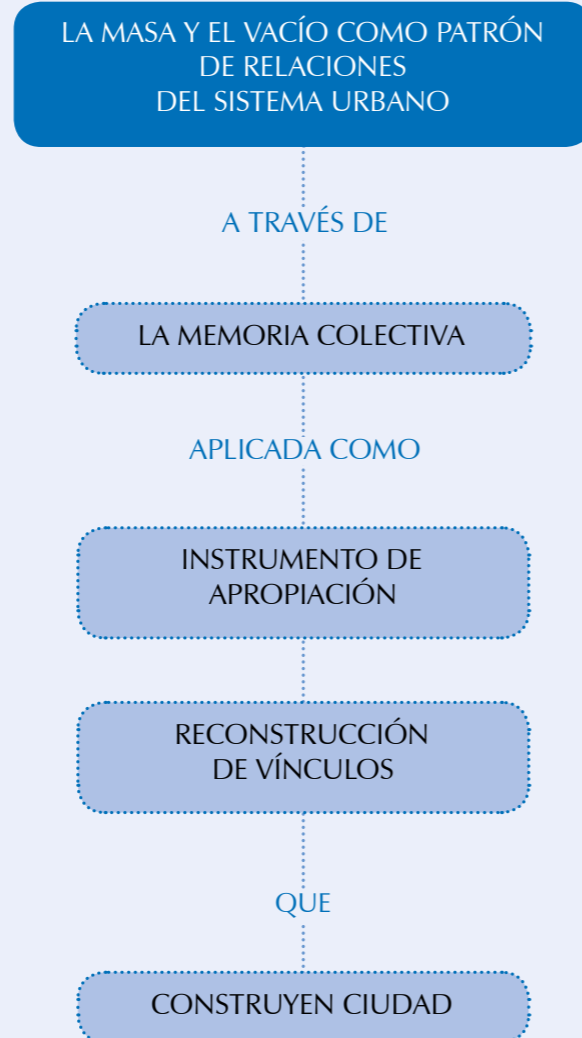 LA MASA Y EL VACÍO COMO PATRÓN
DE RELACIONES
DEL SISTEMA URBANO
A TRAVÉS DE
LA MEMORIA COLECTIVA
APLICADA COMO
INSTRUMENTO DE
APROPIACIÓN
RECONSTRUCCIÓN
DE VÍNCULOS
QUE
CONSTRUYEN CIUDAD